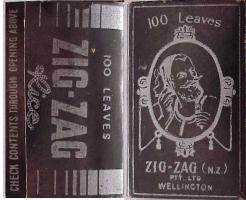 CHECK CONTENTS THROUGH OPENING ABOVE
Rice
ZIG-ZAG
100 LEAVES
100 Leaves
ZIG-ZAG (N.Z.)
PTY. LTD.
WELLINGTON